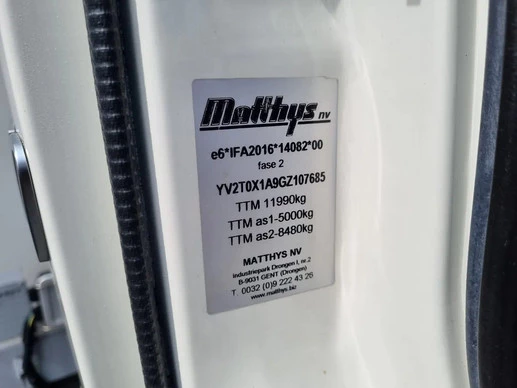 Matthys nv
e6*IFA2016*14082*00
fase 2
YV2T0X1A9GZ107685
TTM 11990kg
TTM as1-5000kg
TTM as2-8480kg
MATTHYS NV
industriepark Drongen I, nr.2
B-9031 GENT (Drongen)
T 0032 (0)9 222 43 26
www.matthys.biz